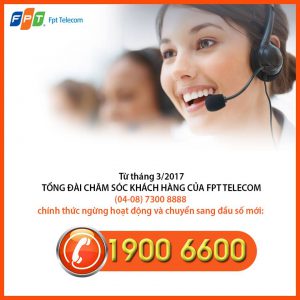 FPT Fpt Telecom
Từ tháng 3/2017
TỔNG ĐÀI CHĂM SÓC KHÁCH HÀNG CỦA FPT TELECOM
(04-08) 7300 8888
chính thức ngừng hoạt động và chuyển sang đầu số mới:
1900 6600